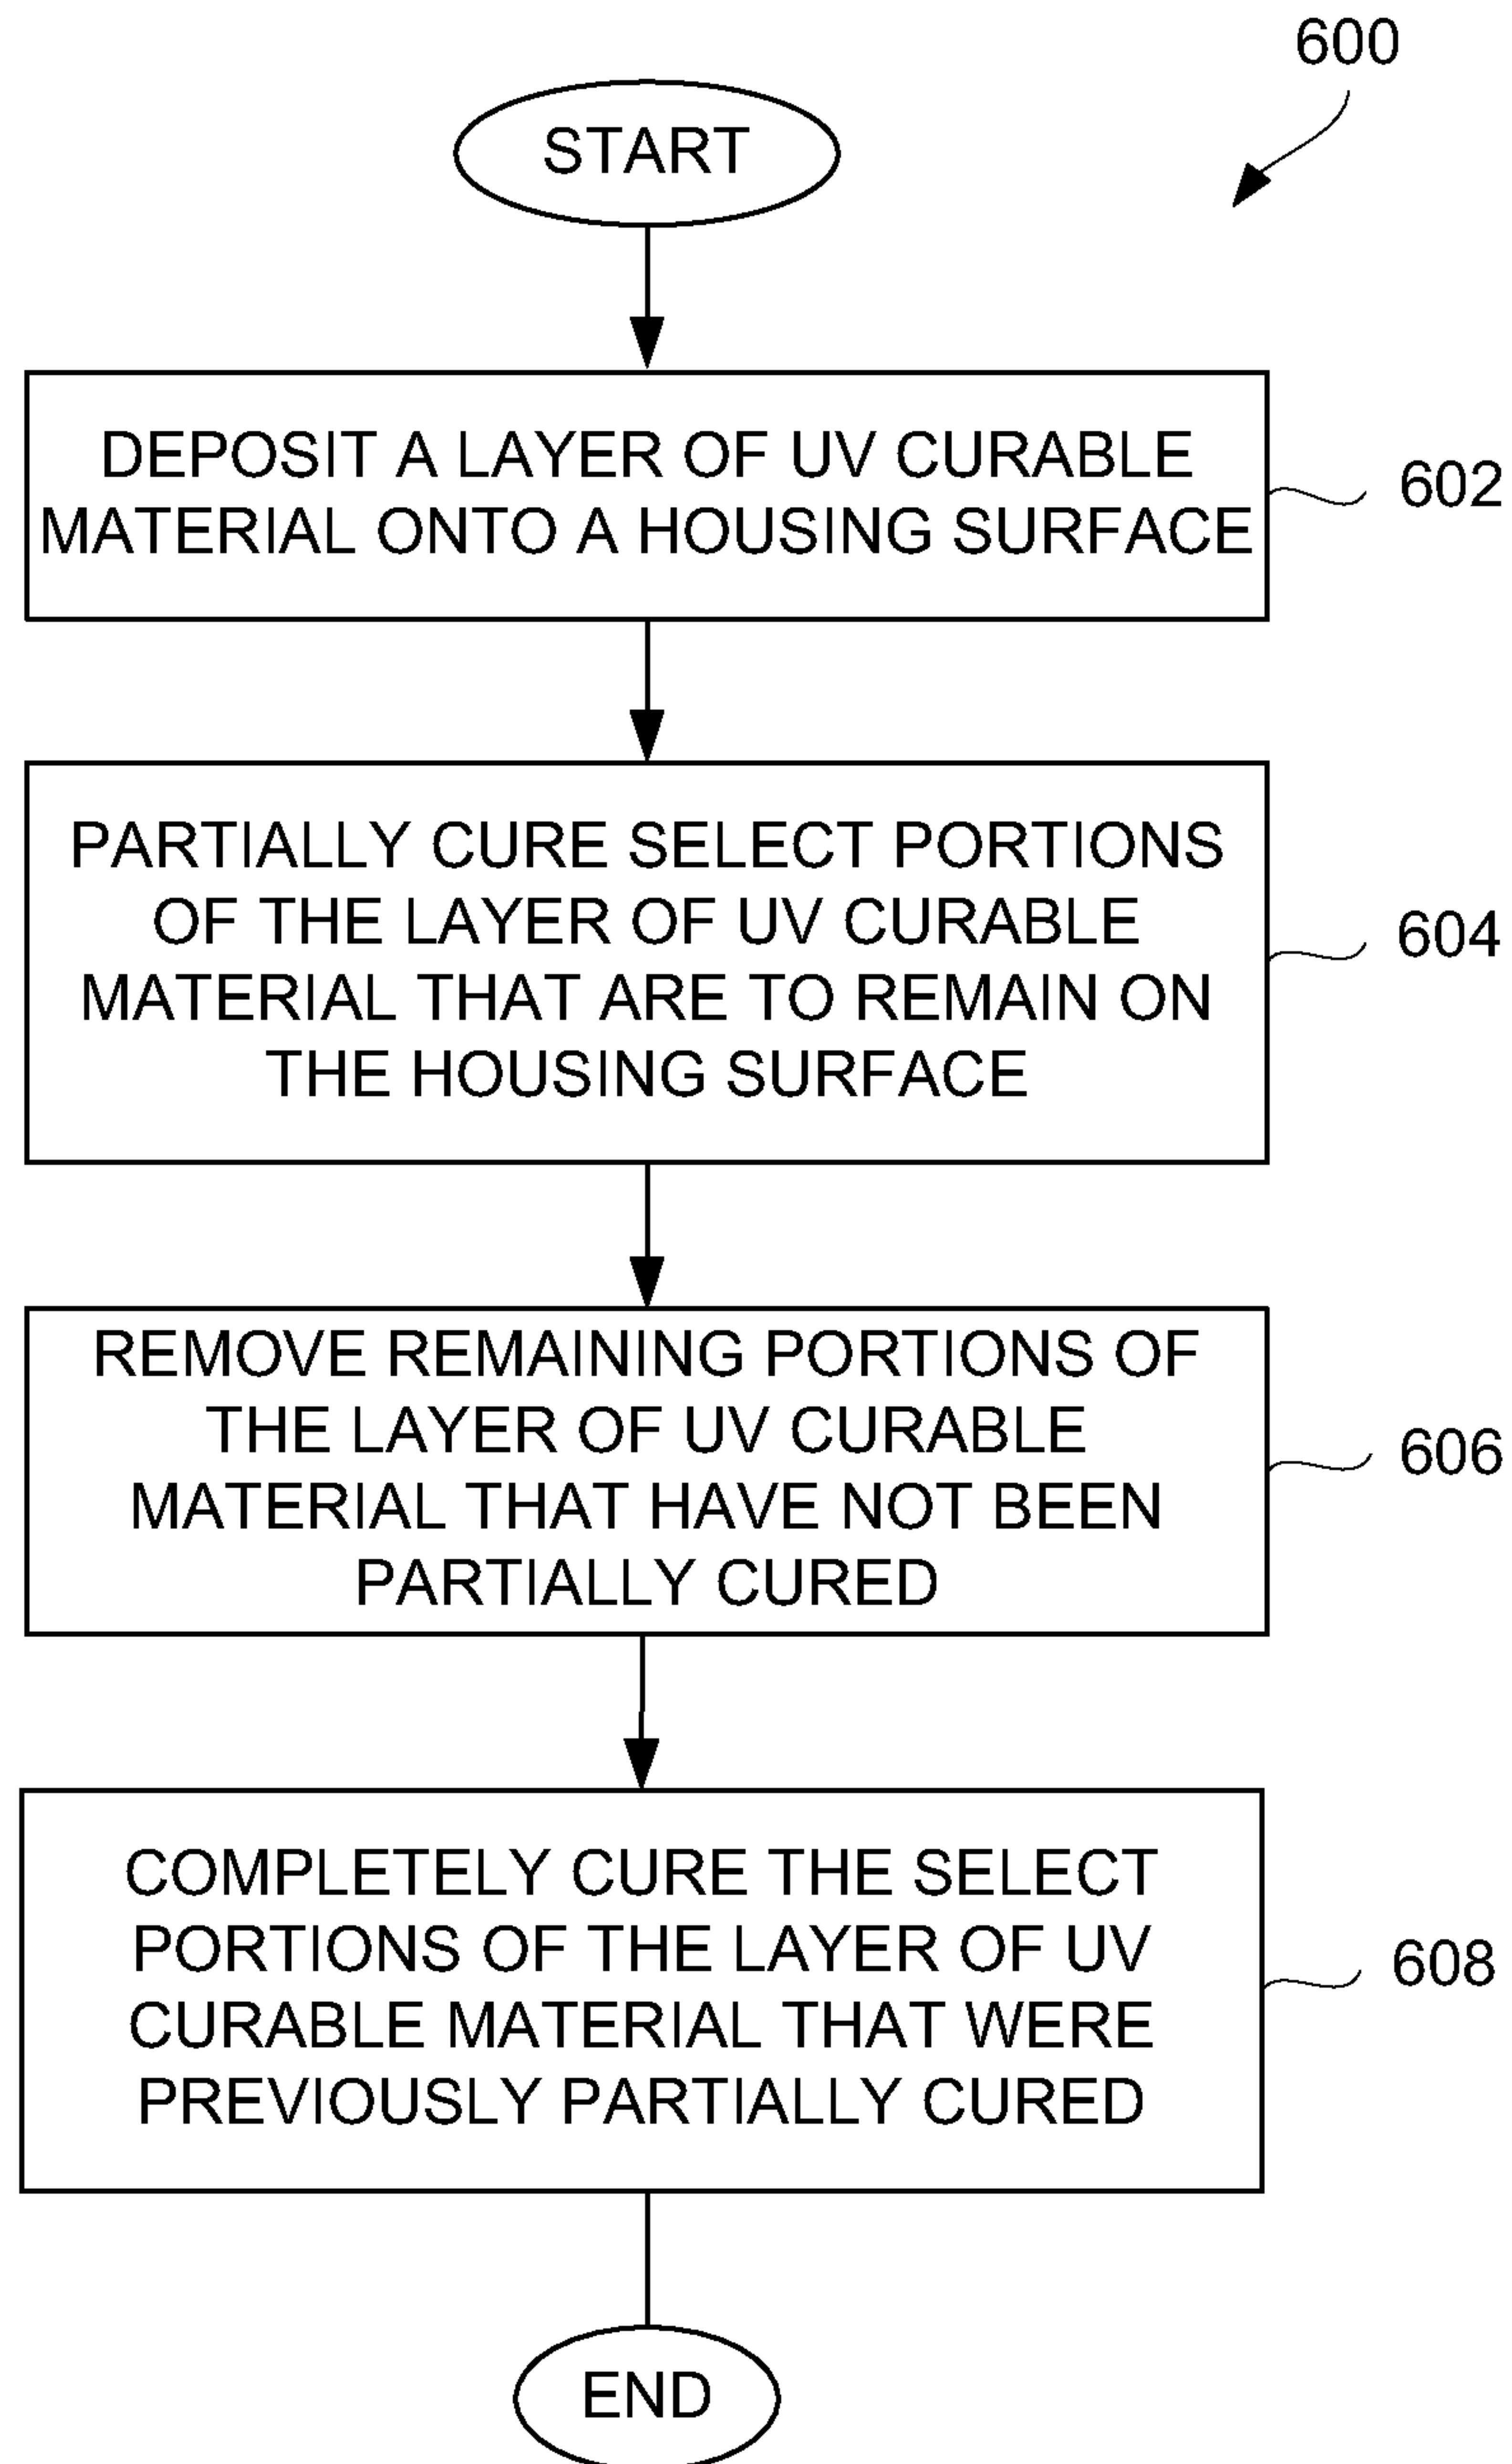 600
START
DEPOSIT A LAYER OF UV CURABLE
MATERIAL ONTO A HOUSING SURFACE
602
PARTIALLY CURE SELECT PORTIONS
OF THE LAYER OF UV CURABLE
MATERIAL THAT ARE TO REMAIN ON
THE HOUSING SURFACE
604
REMOVE REMAINING PORTIONS OF
THE LAYER OF UV CURABLE
MATERIAL THAT HAVE NOT BEEN
PARTIALLY CURED
606
COMPLETELY CURE THE SELECT
PORTIONS OF THE LAYER OF UV
CURABLE MATERIAL THAT WERE
PREVIOUSLY PARTIALLY CURED
608
END